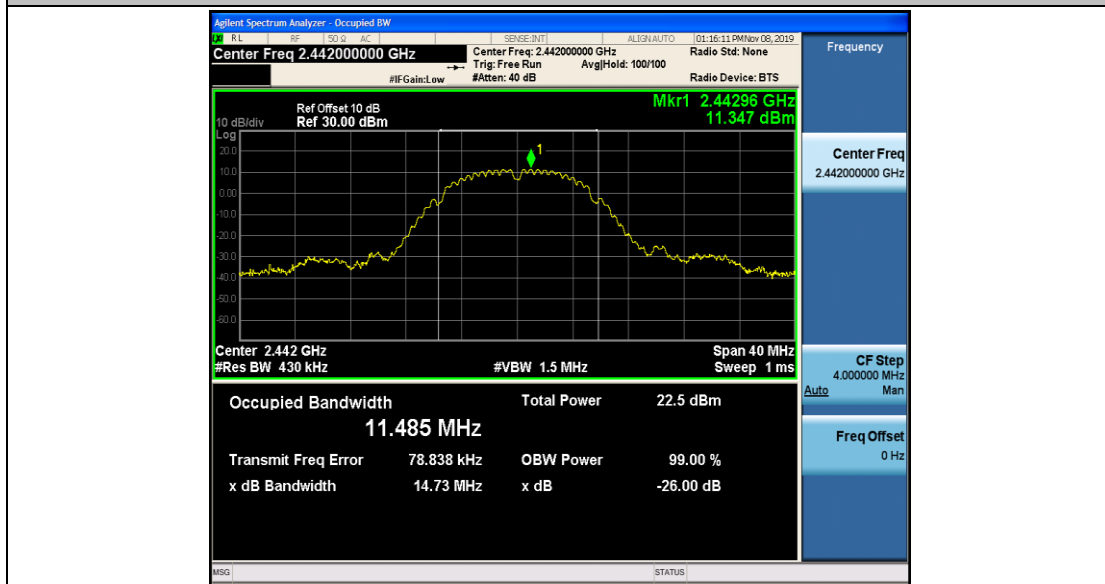 Agilent Spectrum Analyzer - Occupied BW
RL RF 50 Ω AC SENSE:INT ALIGNAUTO 01:16:11 PMNov 08, 2019
Center Freq 2.442000000 GHz
Center Freq: 2.442000000 GHz
Radio Std: None
Trig: Free Run Avg|Hold: 100/100
#IFGain:Low #Atten: 40 dB
Radio Device: BTS
Frequency
Ref Offset 10 dB
Mkr1 2.44296 GHz
10 dB/div Ref 30.00 dBm 11.347 dBm
Log
20.0
10.0
0.00
-10.0
-20.0
-30.0
-40.0
-50.0
-60.0
1
Center 2.442 GHz Span 40 MHz
#Res BW 430 kHz #VBW 1.5 MHz Sweep 1 ms
Occupied Bandwidth Total Power 22.5 dBm
11.485 MHz
Transmit Freq Error 78.838 kHz OBW Power 99.00 %
x dB Bandwidth 14.73 MHz x dB -26.00 dB
Center Freq
2.442000000 GHz
CF Step
4.000000 MHz
Auto Man
Freq Offset
0 Hz
MSG STATUS